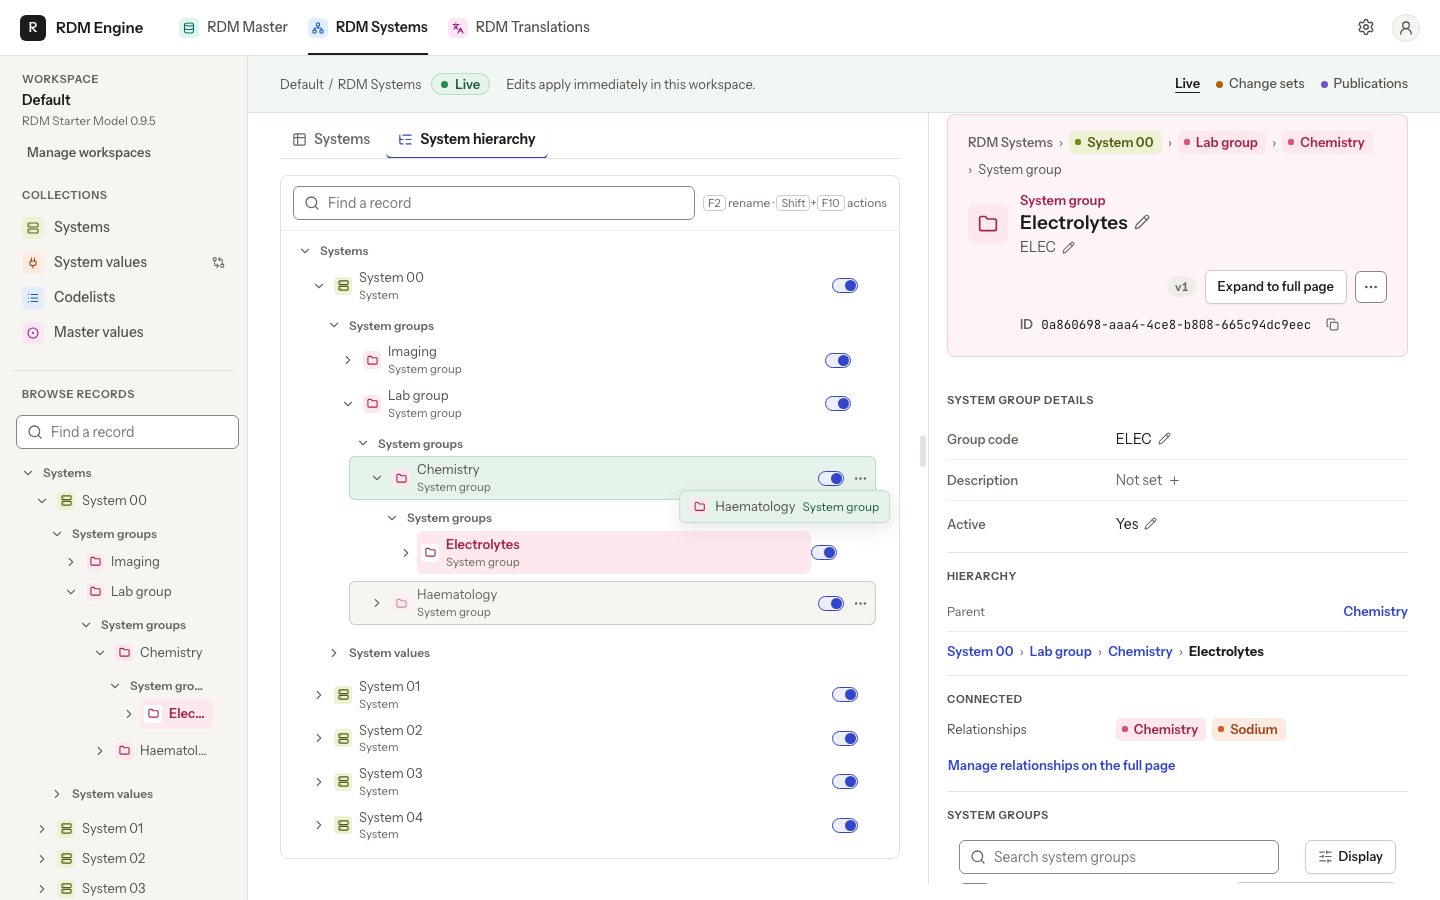 R RDM Engine RDM Master RDM Systems RDM Translations
WORKSPACE
Default
RDM Starter Model 0.9.5
Manage workspaces
COLLECTIONS
Systems
System values
Codelists
Master values
BROWSE RECORDS
Find a record
Systems
System 00
System groups
Imaging
Lab group
System groups
Chemistry
System gro...
Elec...
Haematol...
System values
System 01
System 02
System 03
Default / RDM Systems Live Edits apply immediately in this workspace. Live Change sets Publications
Systems System hierarchy
Find a record F2 rename · Shift + F10 actions
Systems
System 00
System
System groups
Imaging
System group
Lab group
System group
System groups
Chemistry
System group
Haematology System group
System groups
Electrolytes
System group
Haematology
System group
System values
System 01
System
System 02
System
System 03
System
System 04
System
RDM Systems › System 00 › Lab group › Chemistry
› System group
System group
Electrolytes
ELEC
v1 Expand to full page ...
ID 0a860698-aaa4-4ce8-b808-665c94dc9eec
SYSTEM GROUP DETAILS
Group code ELEC
Description Not set +
Active Yes
HIERARCHY
Parent Chemistry
System 00 › Lab group › Chemistry › Electrolytes
CONNECTED
Relationships Chemistry Sodium
Manage relationships on the full page
SYSTEM GROUPS
Search system groups Display